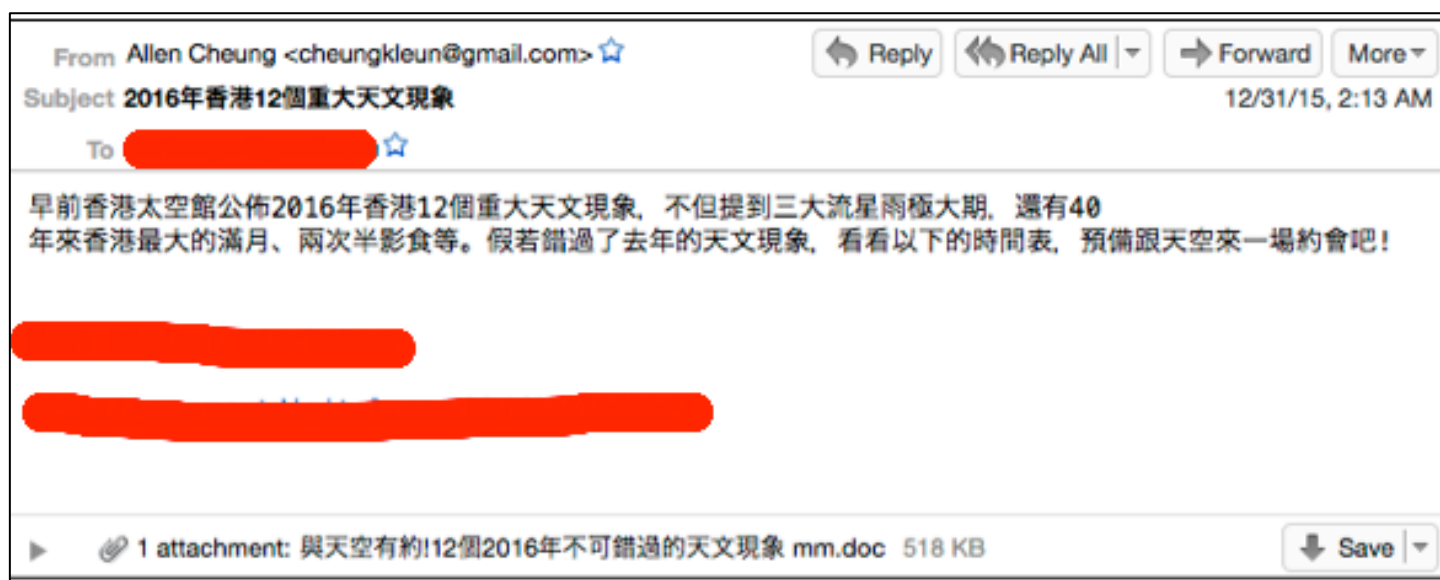 From Allen Cheung <cheungkleun@gmail.com> Reply Reply All Forward More
Subject 2016年香港12個重大天文現象 12/31/15, 2:13 AM
To
早前香港太空館公佈2016年香港12個重大天文現象，不但提到三大流星雨極大期，還有40
年來香港最大的滿月、兩次半影食等。假若錯過了去年的天文現象，看看以下的時間表，預備跟天空來一場約會吧！
1 attachment: 與天空有約!12個2016年不可錯過的天文現象 mm.doc 518 KB Save